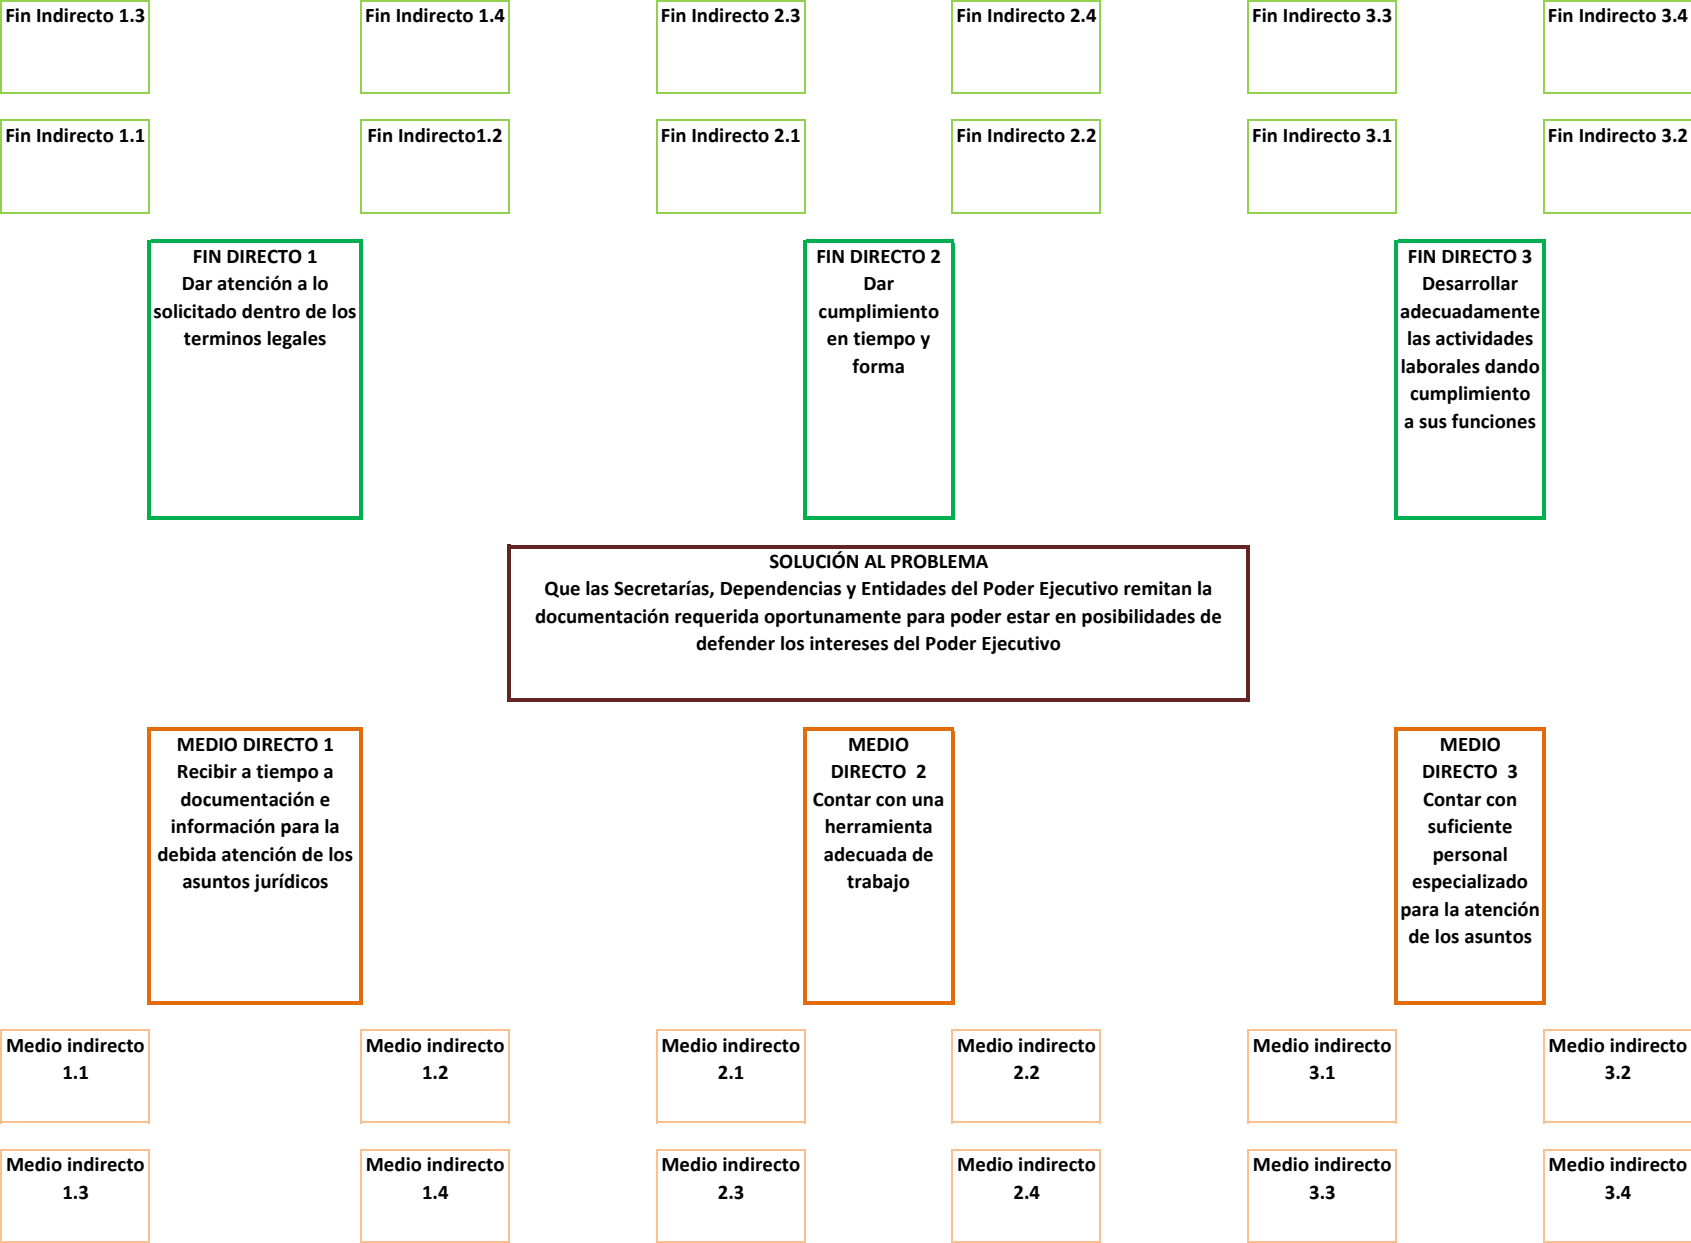 Fin Indirecto 1.3
Fin Indirecto 1.4
Fin Indirecto 2.3
Fin Indirecto 2.4
Fin Indirecto 3.3
Fin Indirecto 3.4
Fin Indirecto 1.1
Fin Indirecto1.2
Fin Indirecto 2.1
Fin Indirecto 2.2
Fin Indirecto 3.1
Fin Indirecto 3.2
FIN DIRECTO 1
Dar atención a lo
solicitado dentro de los
terminos legales
FIN DIRECTO 2
Dar
cumplimiento
en tiempo y
forma
FIN DIRECTO 3
Desarrollar
adecuadamente
las actividades
laborales dando
cumplimiento
a sus funciones
SOLUCIÓN AL PROBLEMA
Que las Secretarías, Dependencias y Entidades del Poder Ejecutivo remitan la
documentación requerida oportunamente para poder estar en posibilidades de
defender los intereses del Poder Ejecutivo
MEDIO DIRECTO 1
Recibir a tiempo a
documentación e
información para la
debida atención de los
asuntos jurídicos
MEDIO
DIRECTO  2
Contar con una
herramienta
adecuada de
trabajo
MEDIO
DIRECTO  3
Contar con
suficiente
personal
especializado
para la atención
de los asuntos
Medio indirecto
1.1
Medio indirecto
1.2
Medio indirecto
2.1
Medio indirecto
2.2
Medio indirecto
3.1
Medio indirecto
3.2
Medio indirecto
1.3
Medio indirecto
1.4
Medio indirecto
2.3
Medio indirecto
2.4
Medio indirecto
3.3
Medio indirecto
3.4